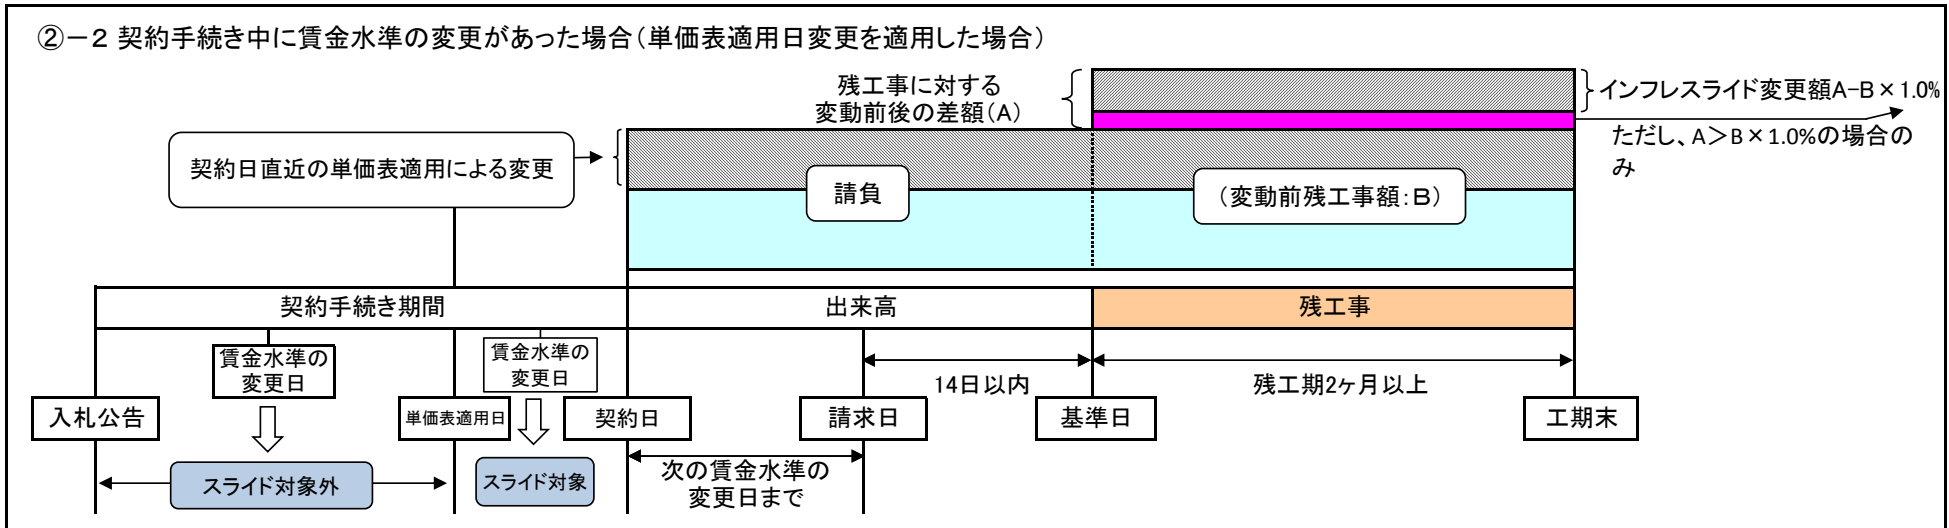 ②－２ 契約手続き中に賃金水準の変更があった場合（単価表適用日変更を適用した場合）
残工事に対する
変動前後の差額（A）
インフレスライド変更額A-B×1.0%
ただし、A＞B×1.0%の場合の
み
契約日直近の単価表適用による変更
請負
（変動前残工事額：B）
契約手続き期間
出来高
残工事
賃金水準の
変更日
賃金水準の
変更日
14日以内
残工期2ヶ月以上
入札公告
単価表適用日
契約日
請求日
基準日
工期末
スライド対象外
スライド対象
次の賃金水準の
変更日まで